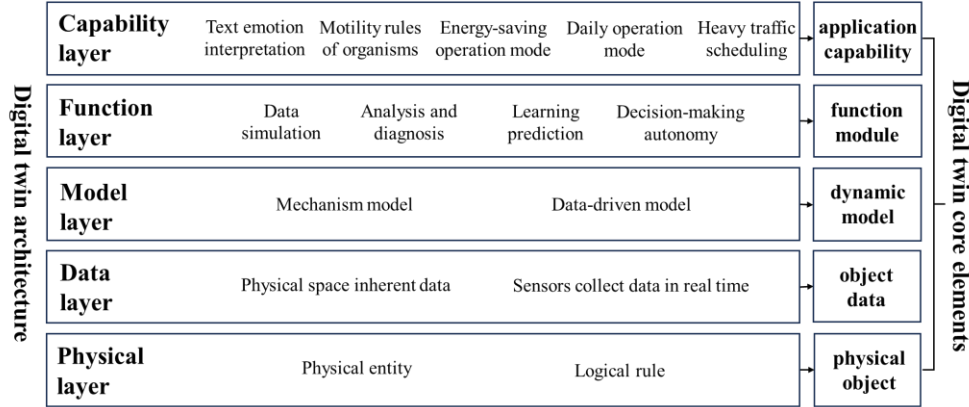 Digital twin architecture
Capability
layer
Text emotion
interpretation
Motility rules
of organisms
Energy-saving
operation mode
Daily operation
mode
Heavy traffic
scheduling
application
capability
Function
layer
Data
simulation
Analysis and
diagnosis
Learning
prediction
Decision-making
autonomy
function
module
Model
layer
Mechanism model
Data-driven model
dynamic
model
Data
layer
Physical space inherent data
Sensors collect data in real time
object
data
Physical
layer
Physical entity
Logical rule
physical
object
Digital twin core elements